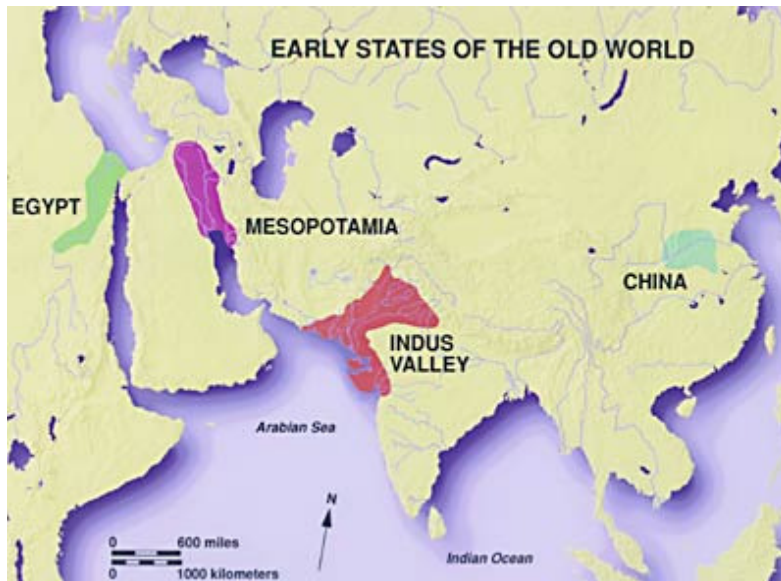 EARLY STATES OF THE OLD WORLD
EGYPT
MESOPOTAMIA
CHINA
INDUS
VALLEY
Arabian Sea
N
0 600 miles
0 1000 kilometers
Indian Ocean